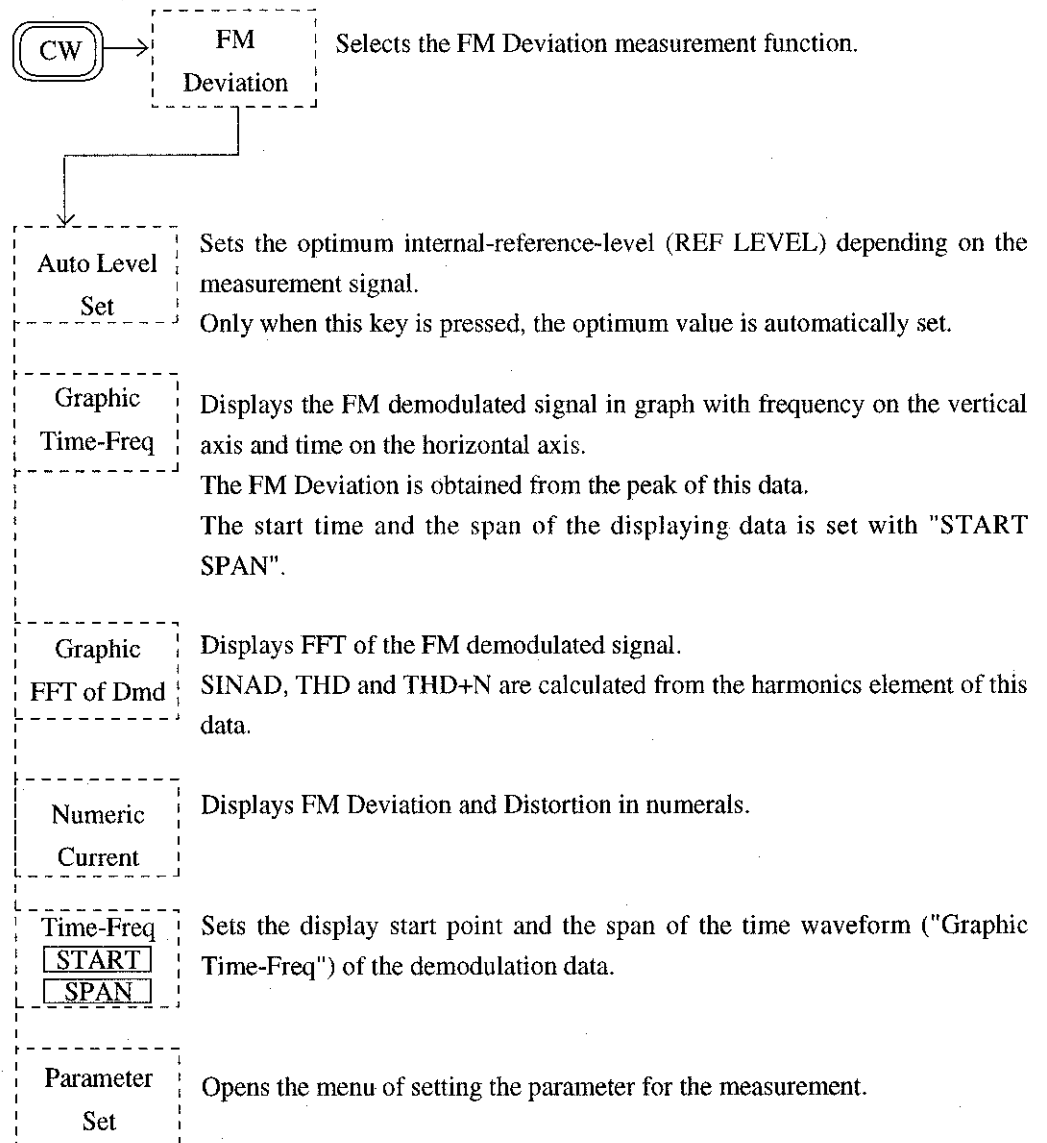 CW
FM
Deviation
Selects the FM Deviation measurement function.
Auto Level
Set
Sets the optimum internal-reference-level (REF LEVEL) depending on the
measurement signal.
Only when this key is pressed, the optimum value is automatically set.
Graphic
Time-Freq
Displays the FM demodulated signal in graph with frequency on the vertical
axis and time on the horizontal axis.
The FM Deviation is obtained from the peak of this data.
The start time and the span of the displaying data is set with "START
SPAN".
Graphic
FFT of Dmd
Displays FFT of the FM demodulated signal.
SINAD, THD and THD+N are calculated from the harmonics element of this
data.
Numeric
Current
Displays FM Deviation and Distortion in numerals.
Time-Freq
START
SPAN
Sets the display start point and the span of the time waveform ("Graphic
Time-Freq") of the demodulation data.
Parameter
Set
Opens the menu of setting the parameter for the measurement.